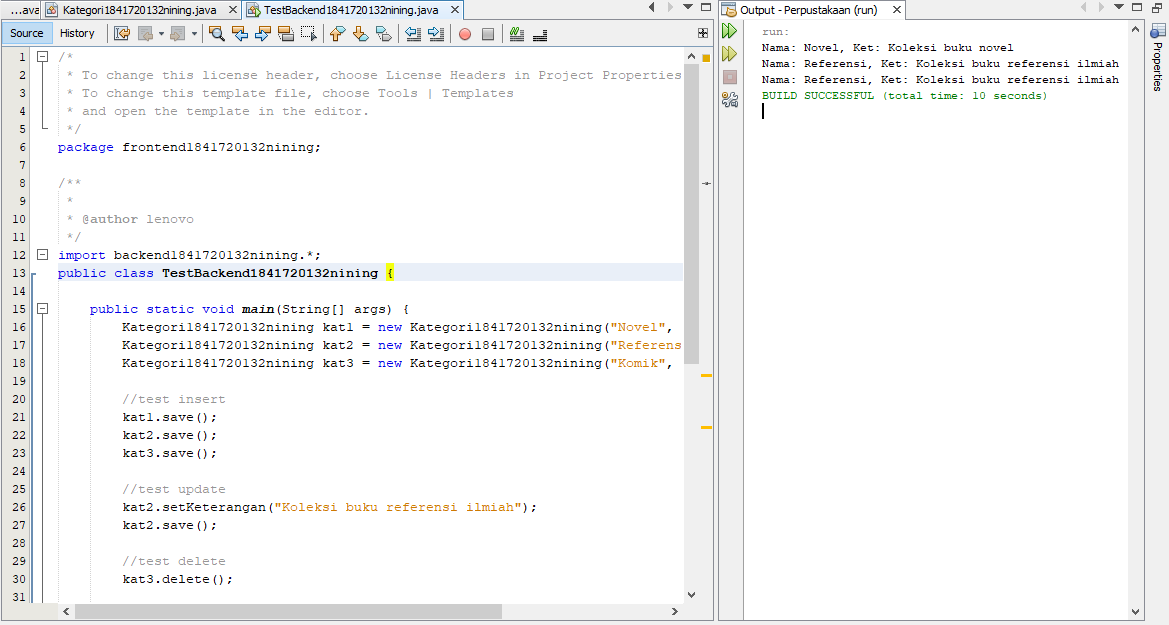 ...ava
Kategori1841720132nining.java
TestBackend1841720132nining.java
Source
History
1 /*
2 * To change this license header, choose License Headers in Project Properties
3 * To change this template file, choose Tools | Templates
4 * and open the template in the editor.
5 */
6 package frontend1841720132nining;
7
8 /**
9 *
10 * @author lenovo
11 */
12 import backend1841720132nining.*;
13 public class TestBackend1841720132nining {
14
15 public static void main(String[] args) {
16 Kategori1841720132nining kat1 = new Kategori1841720132nining("Novel",
17 Kategori1841720132nining kat2 = new Kategori1841720132nining("Referens
18 Kategori1841720132nining kat3 = new Kategori1841720132nining("Komik",
19
20 //test insert
21 kat1.save();
22 kat2.save();
23 kat3.save();
24
25 //test update
26 kat2.setKeterangan("Koleksi buku referensi ilmiah");
27 kat2.save();
28
29 //test delete
30 kat3.delete();
31
Output - Perpustakaan (run)
run:
Nama: Novel, Ket: Koleksi buku novel
Nama: Referensi, Ket: Koleksi buku referensi ilmiah
Nama: Referensi, Ket: Koleksi buku referensi ilmiah
BUILD SUCCESSFUL (total time: 10 seconds)
Properties